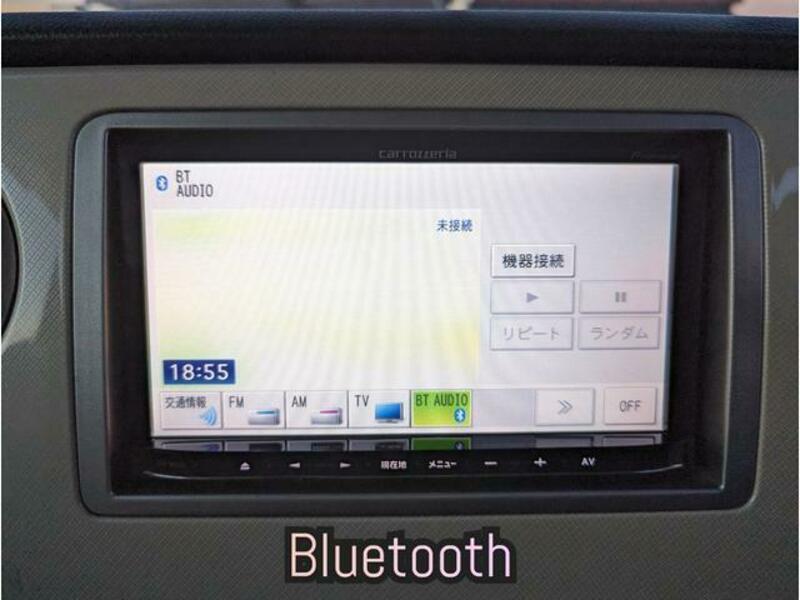 carrozzeria
BT
AUDIO
未接続
機器接続
リピート ランダム
18:55
交通情報 FM AM TV BT AUDIO OFF
現在地 メニュー AV
Bluetooth